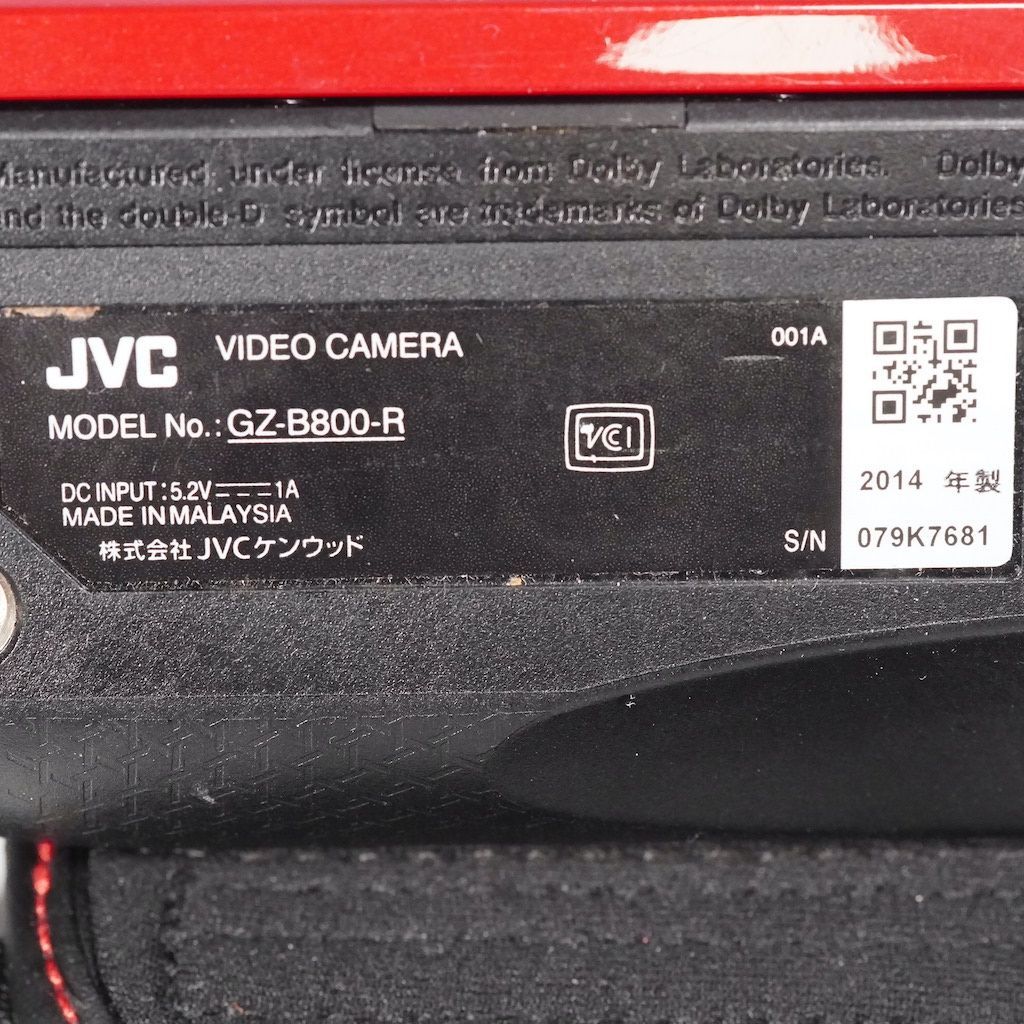 Manufactured under license from Dolby Laboratories. Dolby
and the double-D symbol are trademarks of Dolby Laboratories
JVC VIDEO CAMERA 001A
MODEL No.: GZ-B800-R
VCI
DC INPUT : 5.2V ⎓ 1A
MADE IN MALAYSIA
2014 年製
株式会社 JVCケンウッド
S/N 079K7681